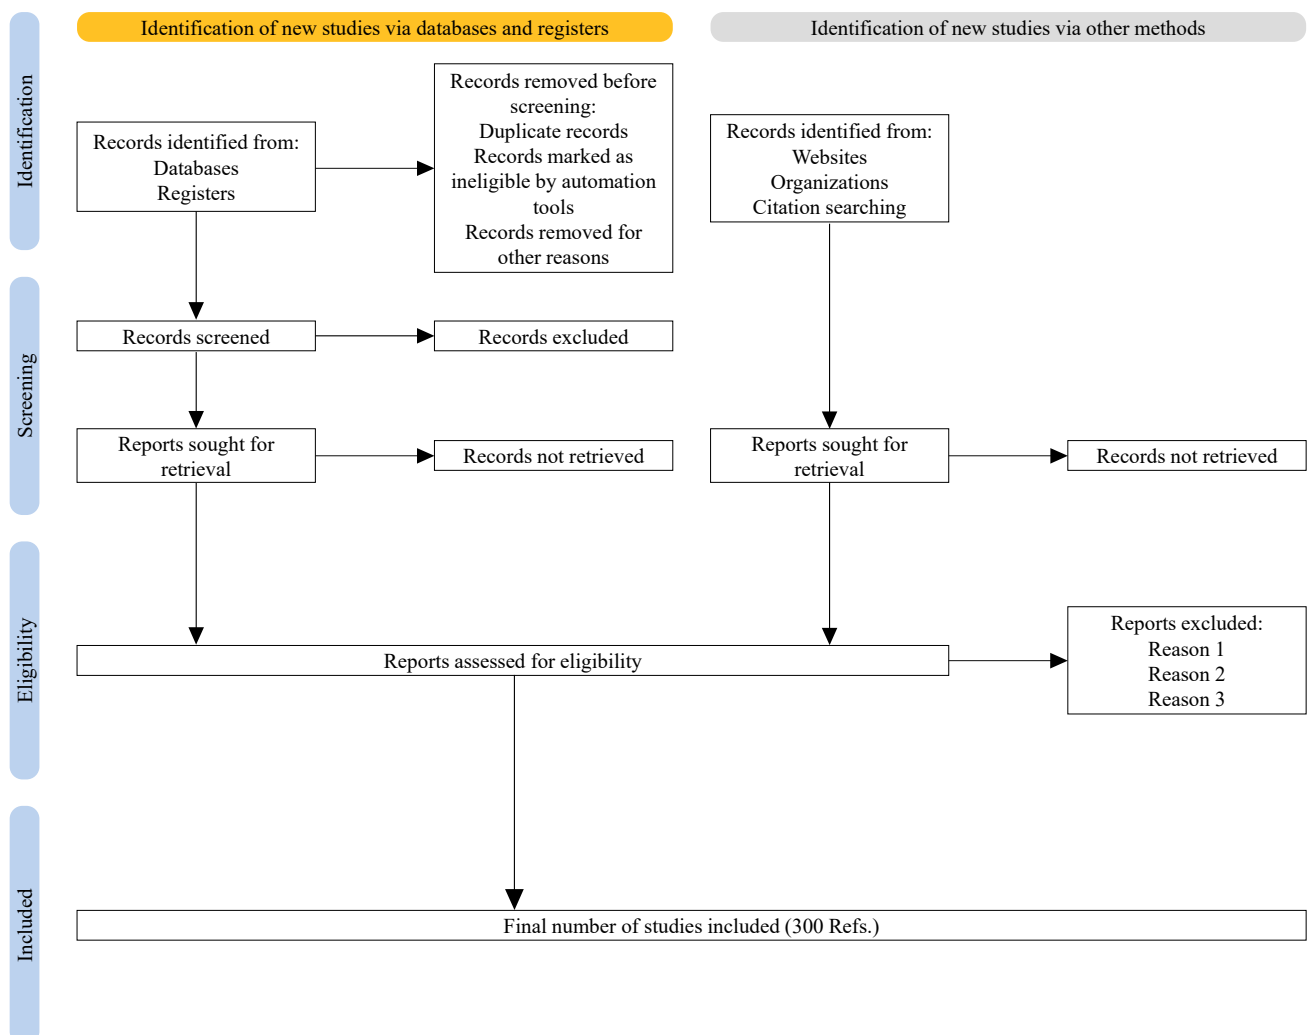 Identification of new studies via databases and registers
Identification of new studies via other methods
Identification
Records identified from:
Databases
Registers
Records removed before
screening:
Duplicate records
Records marked as
ineligible by automation
tools
Records removed for
other reasons
Records identified from:
Websites
Organizations
Citation searching
Screening
Records screened
Records excluded
Reports sought for
retrieval
Records not retrieved
Reports sought for
retrieval
Records not retrieved
Eligibility
Reports assessed for eligibility
Reports excluded:
Reason 1
Reason 2
Reason 3
Included
Final number of studies included (300 Refs.)